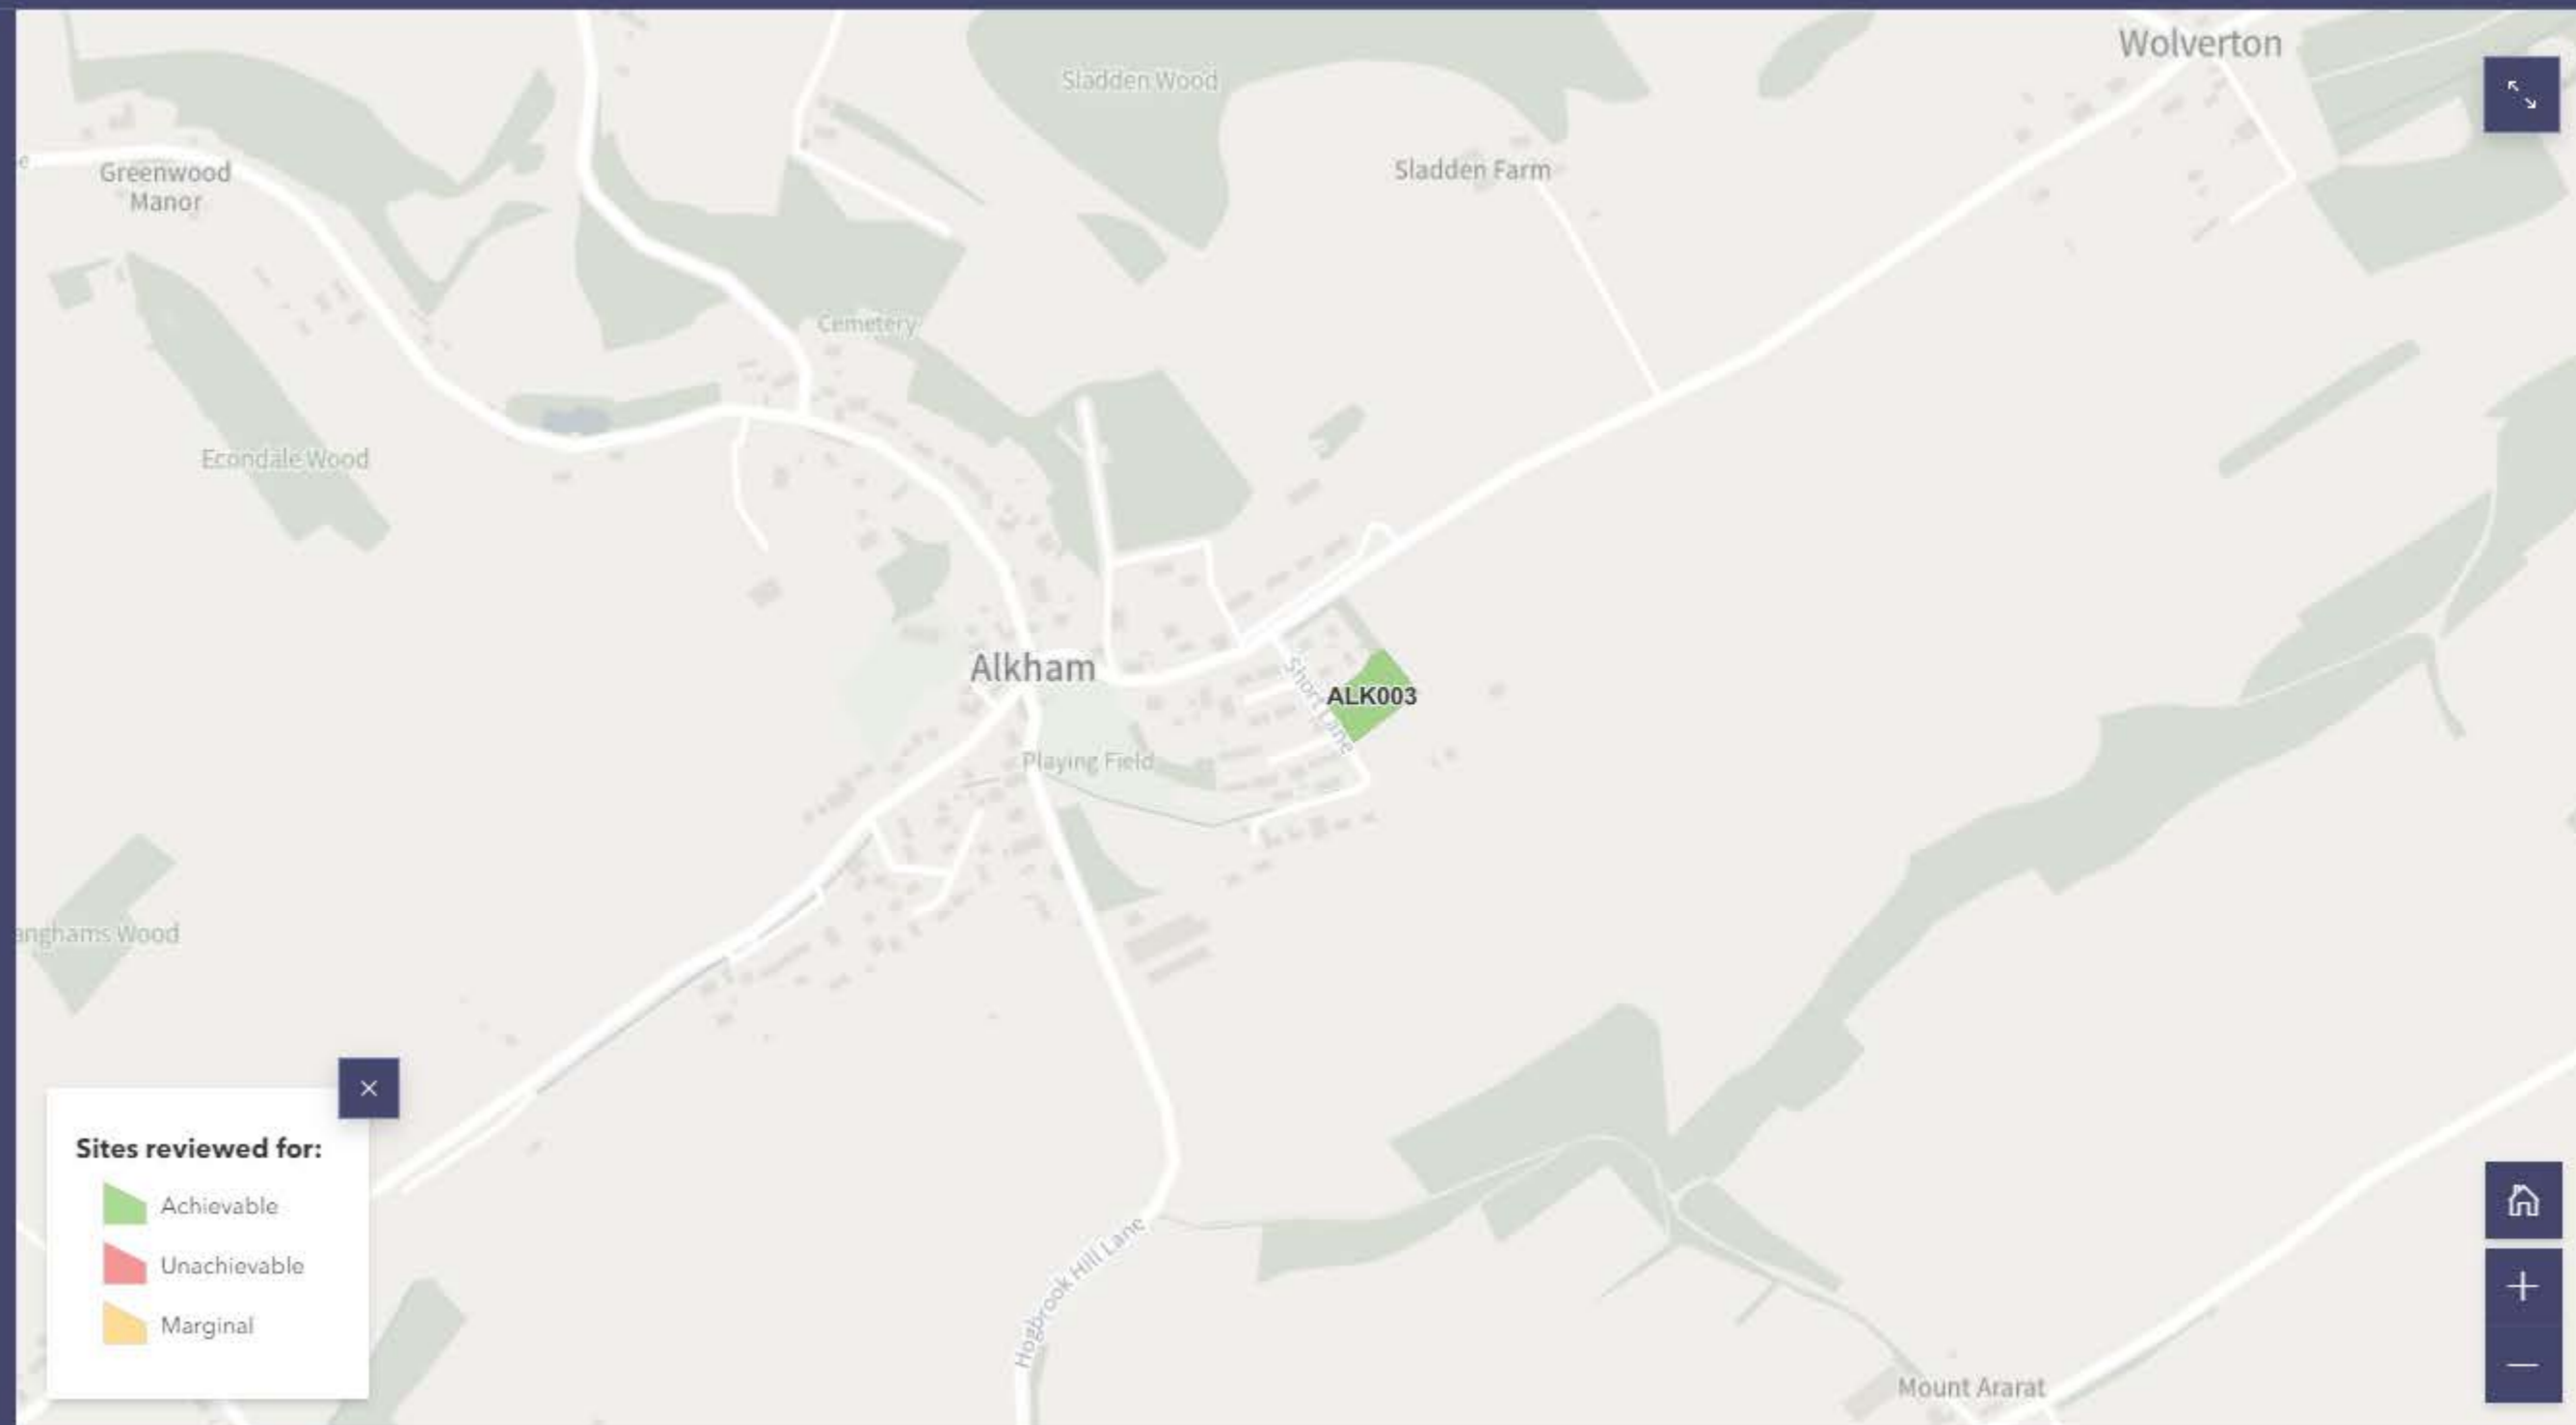 Wolverton
Sladden Wood
Greenwood
Manor
Sladden Farm
Cemetery
Econdale Wood
Alkham
Short Lane
ALK003
Playing Field
anghams Wood
Sites reviewed for:
Achievable
Unachievable
Marginal
Hogbrook Hill Lane
Mount Ararat